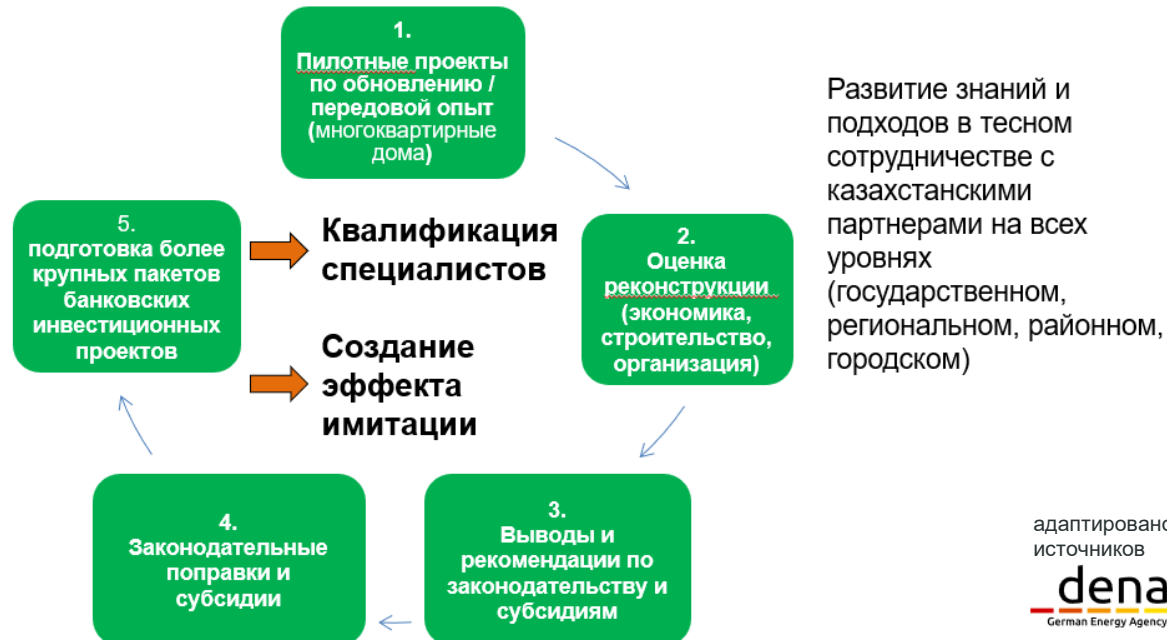 1.
Пилотные проекты
по обновлению /
передовой опыт
(многоквартирные
дома)
2.
Оценка
реконструкции
(экономика,
строительство,
организация)
3.
Выводы и
рекомендации по
законодательству и
субсидиям
4.
Законодательные
поправки и
субсидии
5.
подготовка более
крупных пакетов
банковских
инвестиционных
проектов
Квалификация
специалистов
Создание
эффекта
имитации
Развитие знаний и
подходов в тесном
сотрудничестве с
казахстанскими
партнерами на всех
уровнях
(государственном,
региональном, районном,
городском)
адаптировано
источников
dena
German Energy Agency